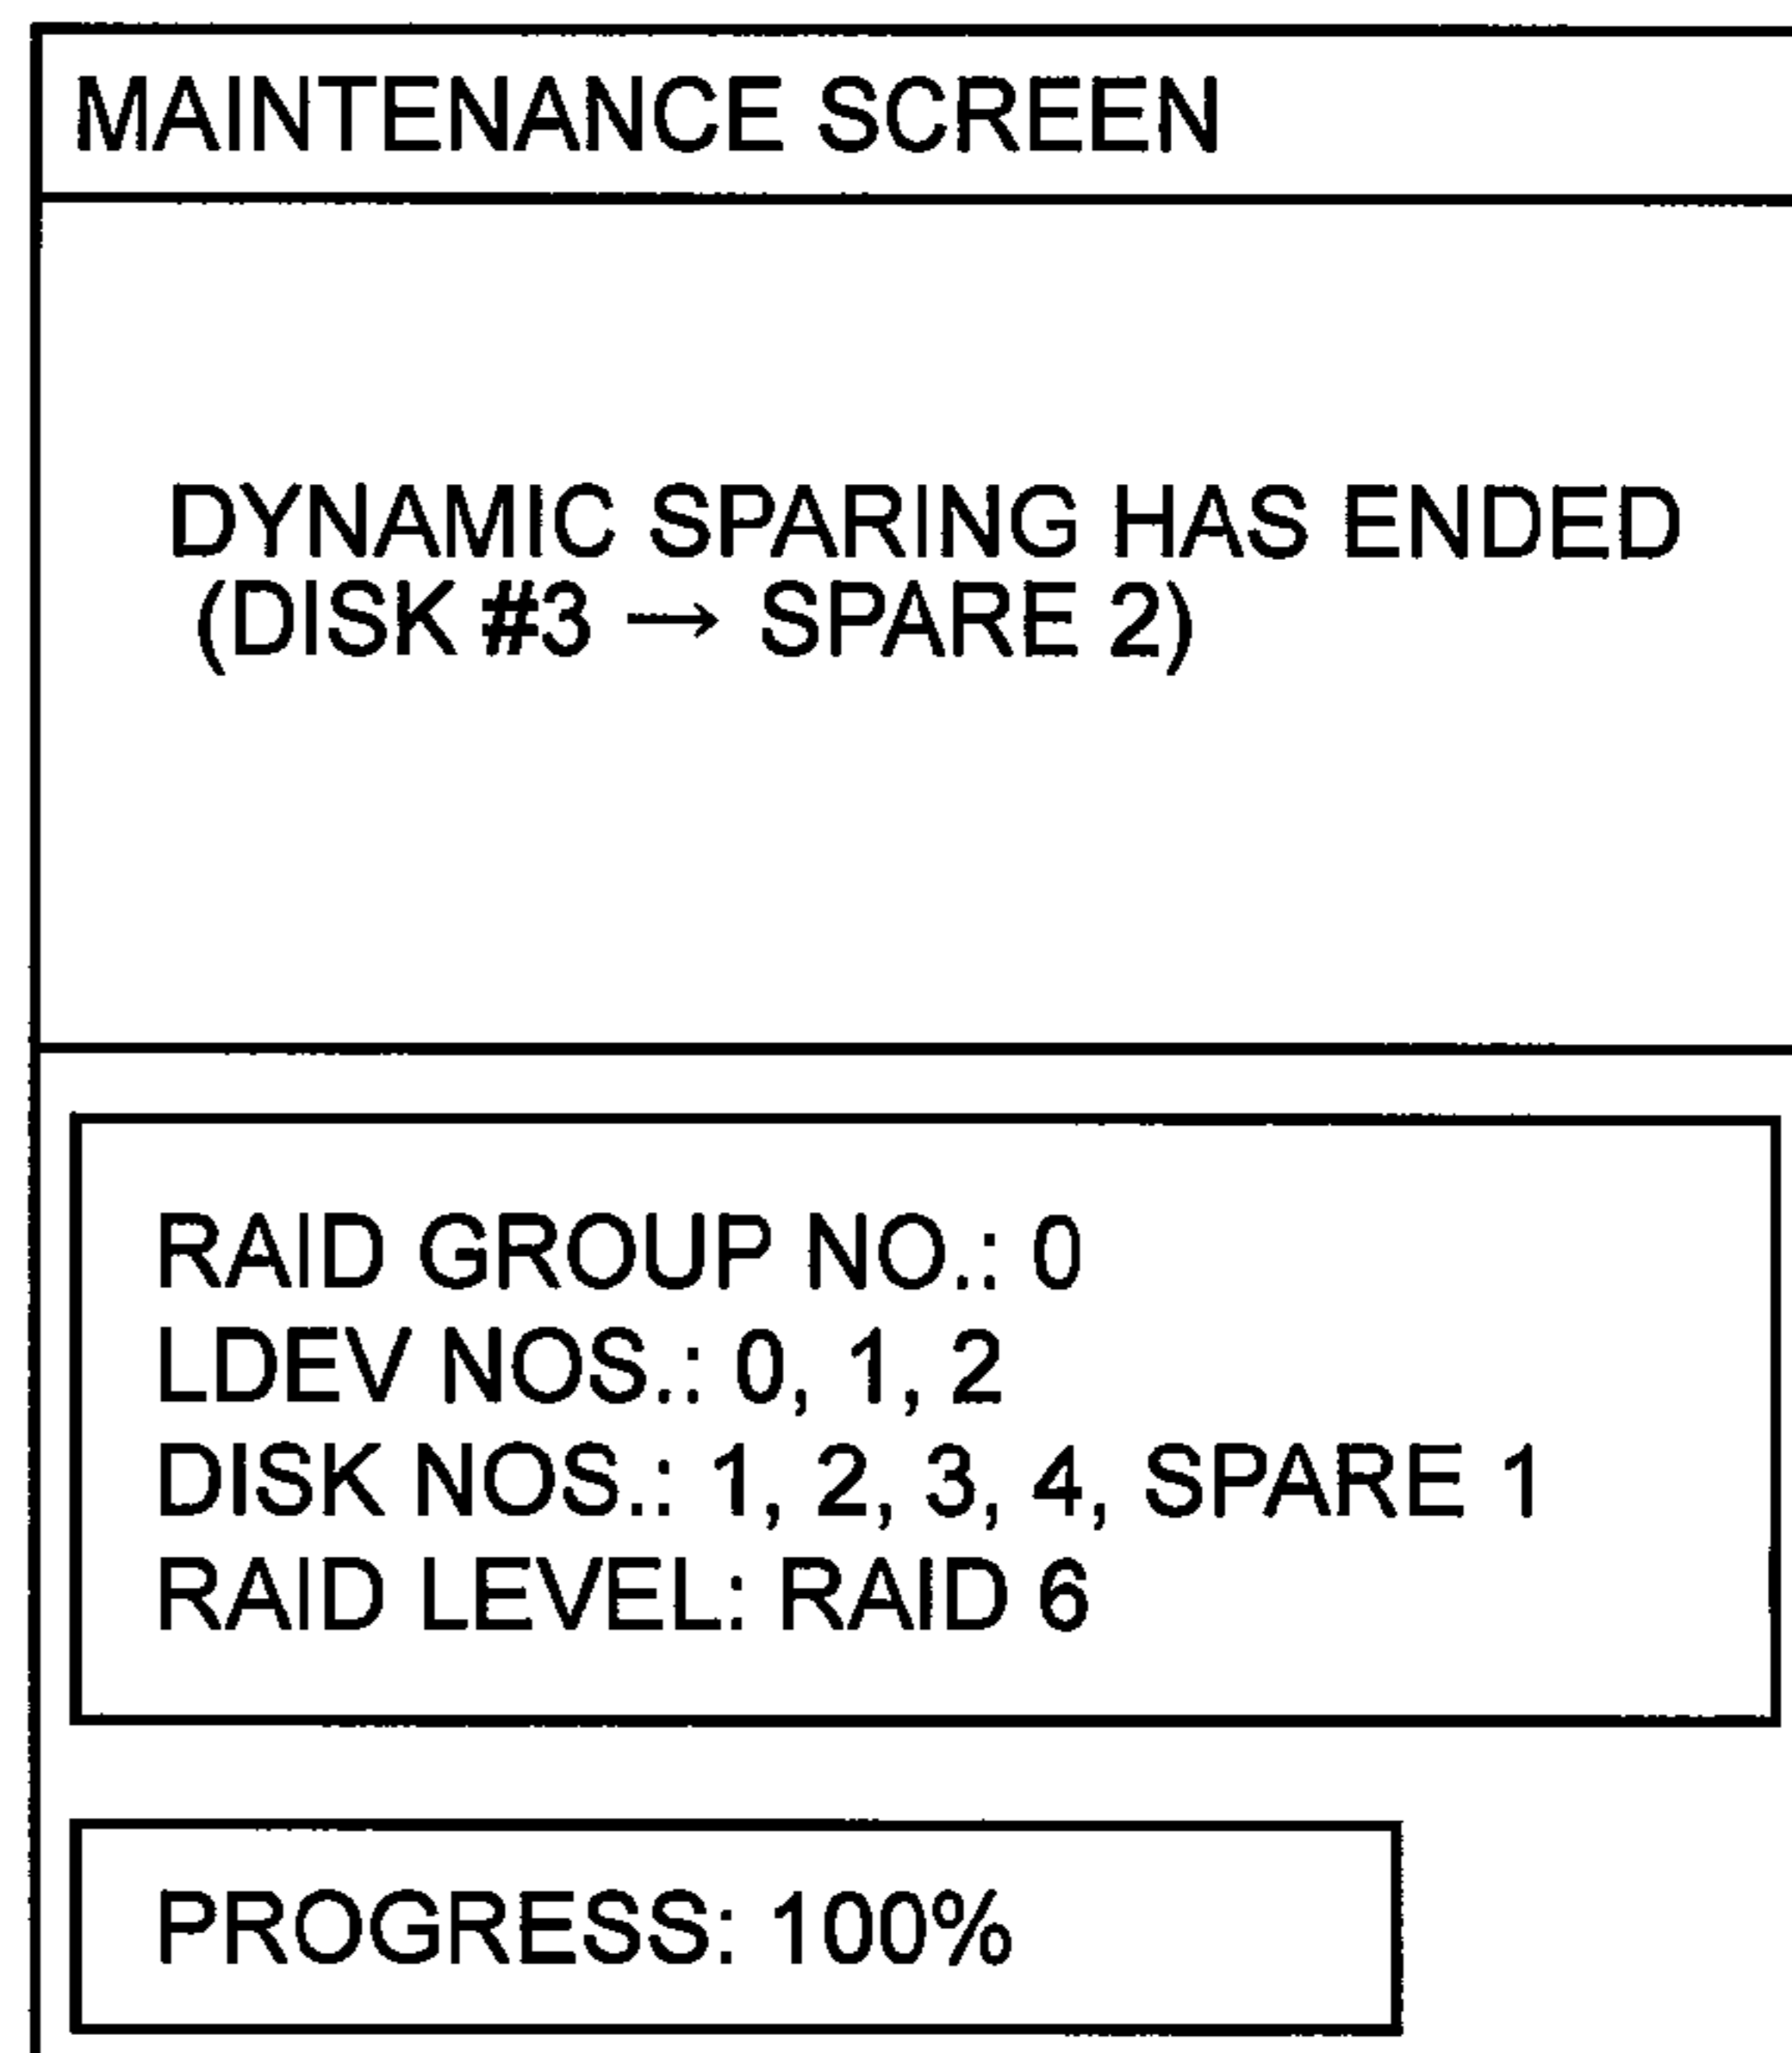 MAINTENANCE SCREEN
DYNAMIC SPARING HAS ENDED
(DISK #3 → SPARE 2)
RAID GROUP NO.: 0
LDEV NOS.: 0, 1, 2
DISK NOS.: 1, 2, 3, 4, SPARE 1
RAID LEVEL: RAID 6
PROGRESS: 100%